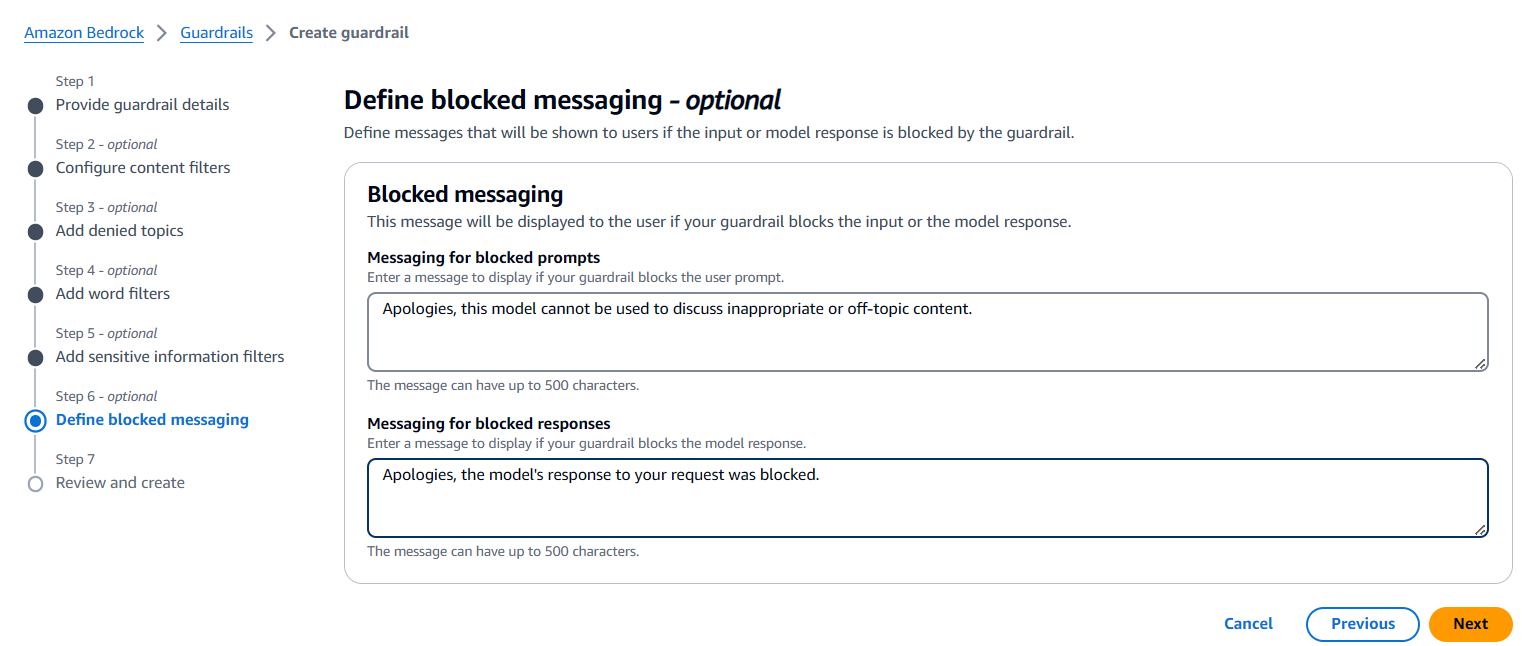 Amazon Bedrock > Guardrails > Create guardrail
Step 1
Provide guardrail details
Step 2 - optional
Configure content filters
Step 3 - optional
Add denied topics
Step 4 - optional
Add word filters
Step 5 - optional
Add sensitive information filters
Step 6 - optional
Define blocked messaging
Step 7
Review and create
Define blocked messaging - optional
Define messages that will be shown to users if the input or model response is blocked by the guardrail.
Blocked messaging
This message will be displayed to the user if your guardrail blocks the input or the model response.
Messaging for blocked prompts
Enter a message to display if your guardrail blocks the user prompt.
Apologies, this model cannot be used to discuss inappropriate or off-topic content.
The message can have up to 500 characters.
Messaging for blocked responses
Enter a message to display if your guardrail blocks the model response.
Apologies, the model's response to your request was blocked.
The message can have up to 500 characters.
Cancel Previous Next